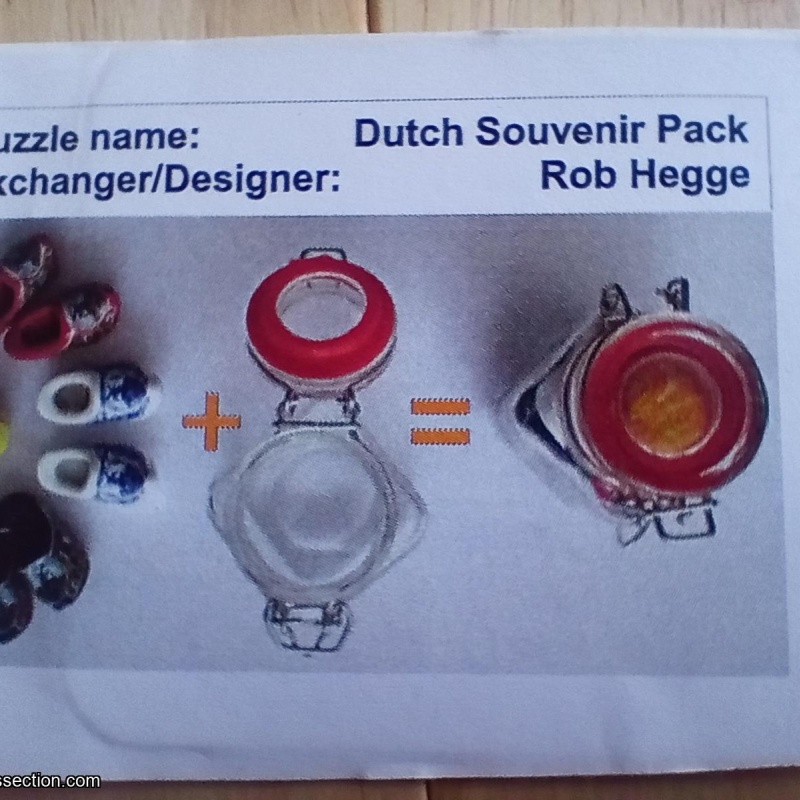 uzzle name: Dutch Souvenir Pack
xchanger/Designer: Rob Hegge
+ =
ssection.com